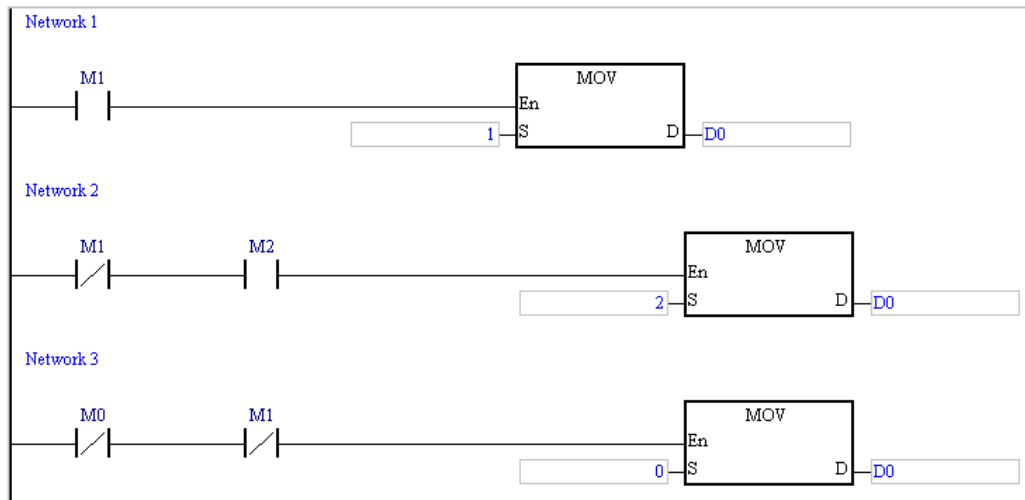 Network 1
M1
MOV
En
1 S D D0
Network 2
M1 M2
MOV
En
2 S D D0
Network 3
M0 M1
MOV
En
0 S D D0